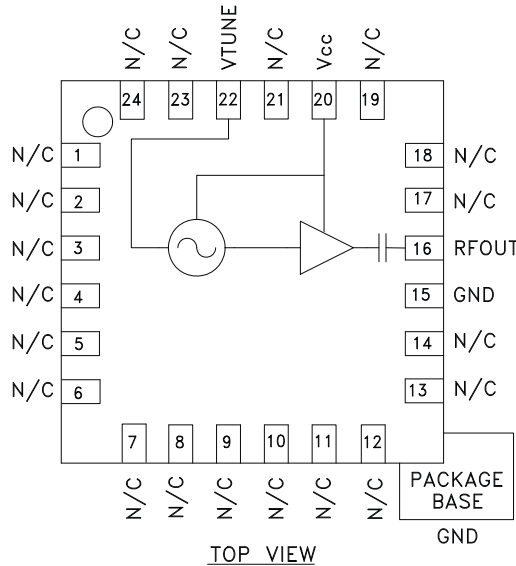 N/C
N/C
VTUNE
N/C
Vcc
N/C
24
23
22
21
20
19
N/C 1
18 N/C
N/C 2
17 N/C
N/C 3
16 RFOUT
N/C 4
15 GND
N/C 5
14 N/C
N/C 6
13 N/C
7
8
9
10
11
12
N/C
N/C
N/C
N/C
N/C
N/C
PACKAGE
BASE
GND
TOP VIEW